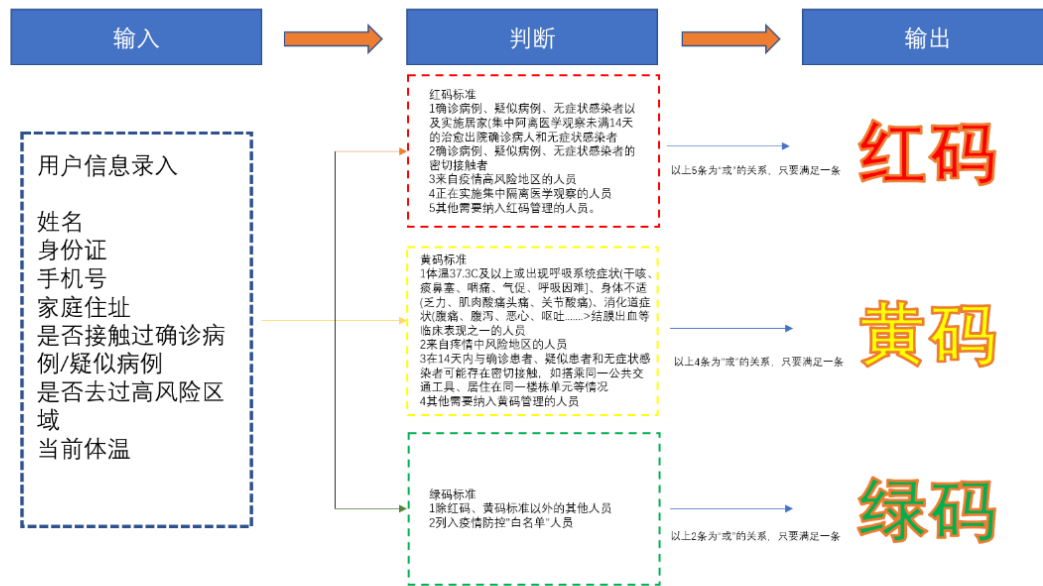 输入
判断
输出
用户信息录入
姓名
身份证
手机号
家庭住址
是否接触过确诊病
例/疑似病例
是否去过高风险区
域
当前体温
红码标准
1确诊病例、疑似病例、无症状感染者以
及实施居家(集中阿离医学观察未满14天
的治愈出院确诊病人和无症状感染者
2确诊病例、疑似病例、无症状感染者的
密切接触者
3来自疫情高风险地区的人员
4正在实施集中隔离医学观察的人员
5其他需要纳入红码管理的人员。
以上5条为“或”的关系，只要满足一条
红码
黄码标准
1体温37.3C及以上或出现呼吸系统症状(干咳、
痰鼻塞、咽痛、气促、呼吸因难]、身体不适
(乏力、肌肉酸痛头痛、关节酸痛)、消化道症
状(腹痛、腹泻、恶心、呕吐......>结膜出血等
临床表现之一的人员
2来自疼情中风险地区的人员
3在14天内与确诊患者、疑似患者和无症状感
染者可能存在密切接触，如搭乘同一公共交
通工具、居住在同一楼栋单元等情况
4其他需要纳入黄码管理的人员
以上4条为“或”的关系，只要满足一条
黄码
绿码标准
1除红码、黄码标准以外的其他人员
2列入疫情防控"白名单"人员
以上2条为“或”的关系，只要满足一条
绿码